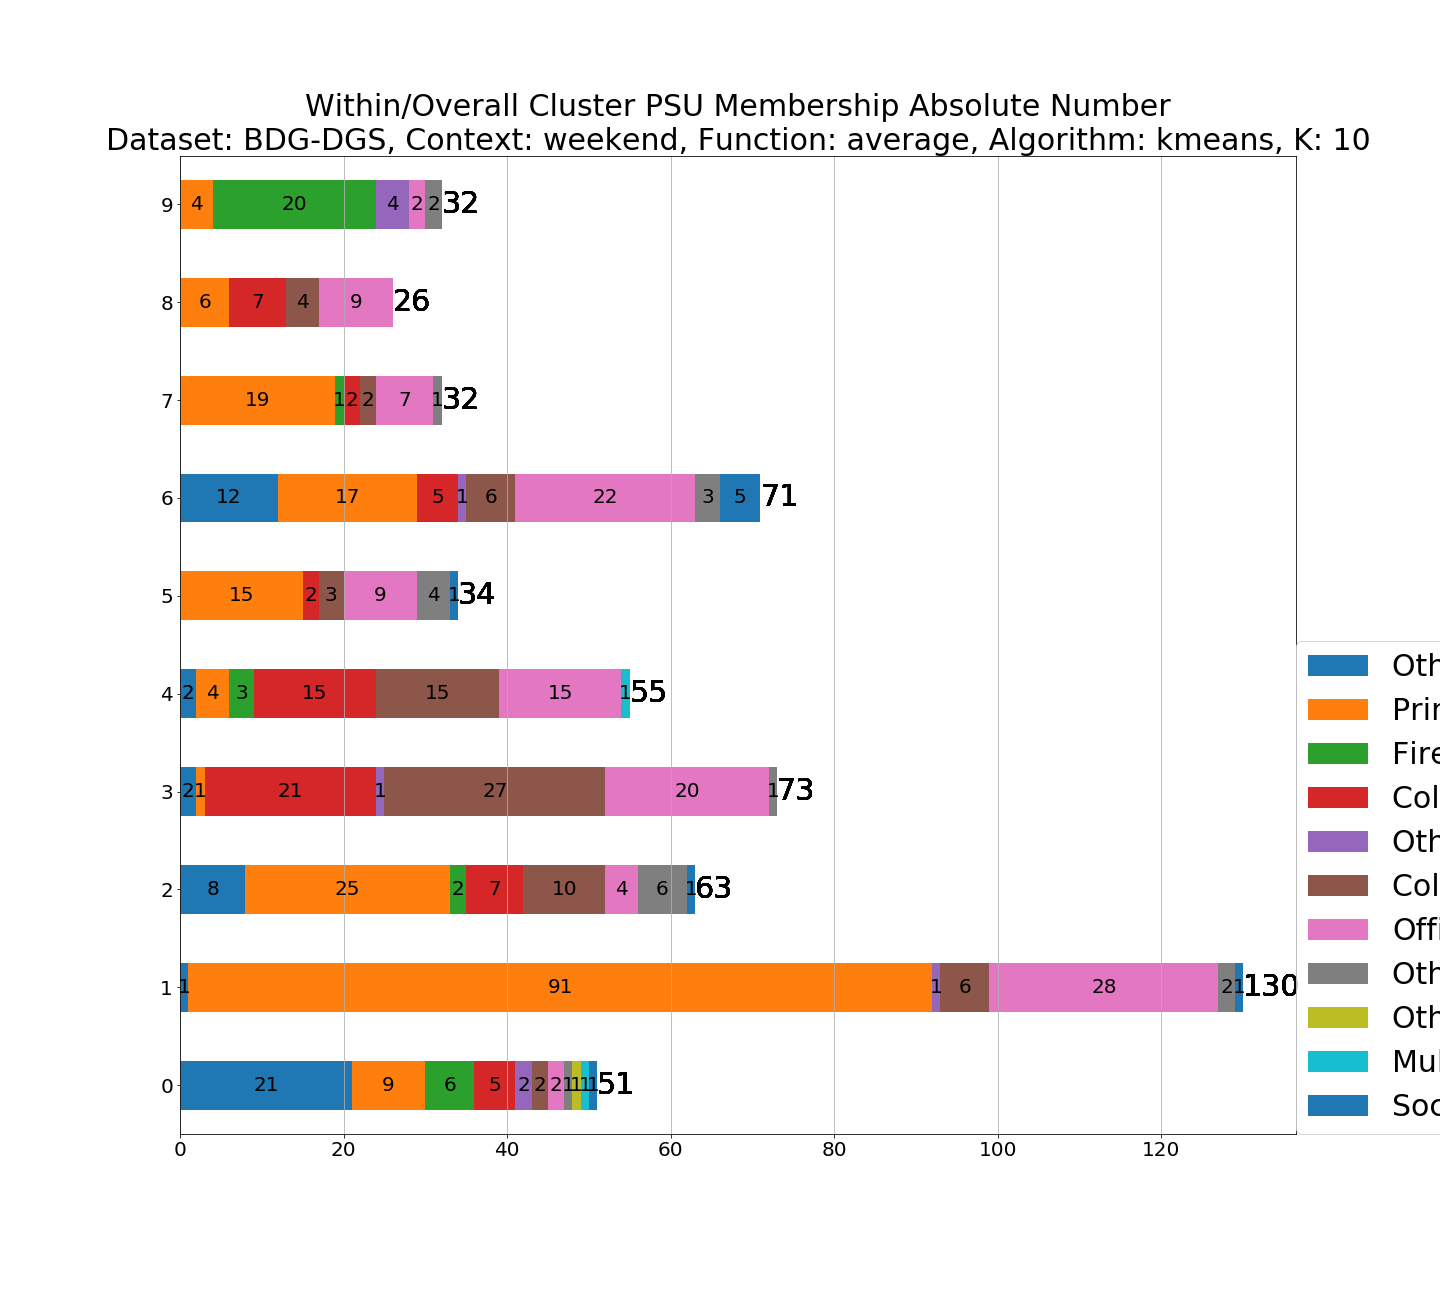 Within/Overall Cluster PSU Membership Absolute Number
Dataset: BDG-DGS, Context: weekend, Function: average, Algorithm: kmeans, K: 10
9 4 20 4 2 2 32
8 6 7 4 9 26
7 19 1 2 2 7 1 32
6 12 17 5 1 6 22 3 5 71
5 15 2 3 9 4 1 34
4 2 4 3 15 15 15 1 55
3 2 1 21 1 27 20 1 73
2 8 25 2 7 10 4 6 1 63
1 1 91 1 6 28 2 1 130
0 21 9 6 5 2 2 2 1 1 1 1 51
0 20 40 60 80 100 120
Oth
Prin
Fire
Col
Oth
Col
Offi
Oth
Oth
Mul
Soc